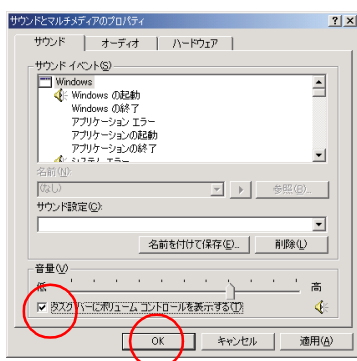 サウンドとマルチメディアのプロパティ
サウンド オーディオ ハードウェア
サウンド イベント(S)
Windows
Windows の起動
Windows の終了
アプリケーション エラー
アプリケーションの起動
アプリケーションの終了
システム エラー
名前(N):
(なし) 参照(B)...
サウンド設定(C):
名前を付けて保存(E)... 削除(L)
音量(V)
低 高
タスク バーにボリューム コントロールを表示する(T)
OK キャンセル 適用(A)